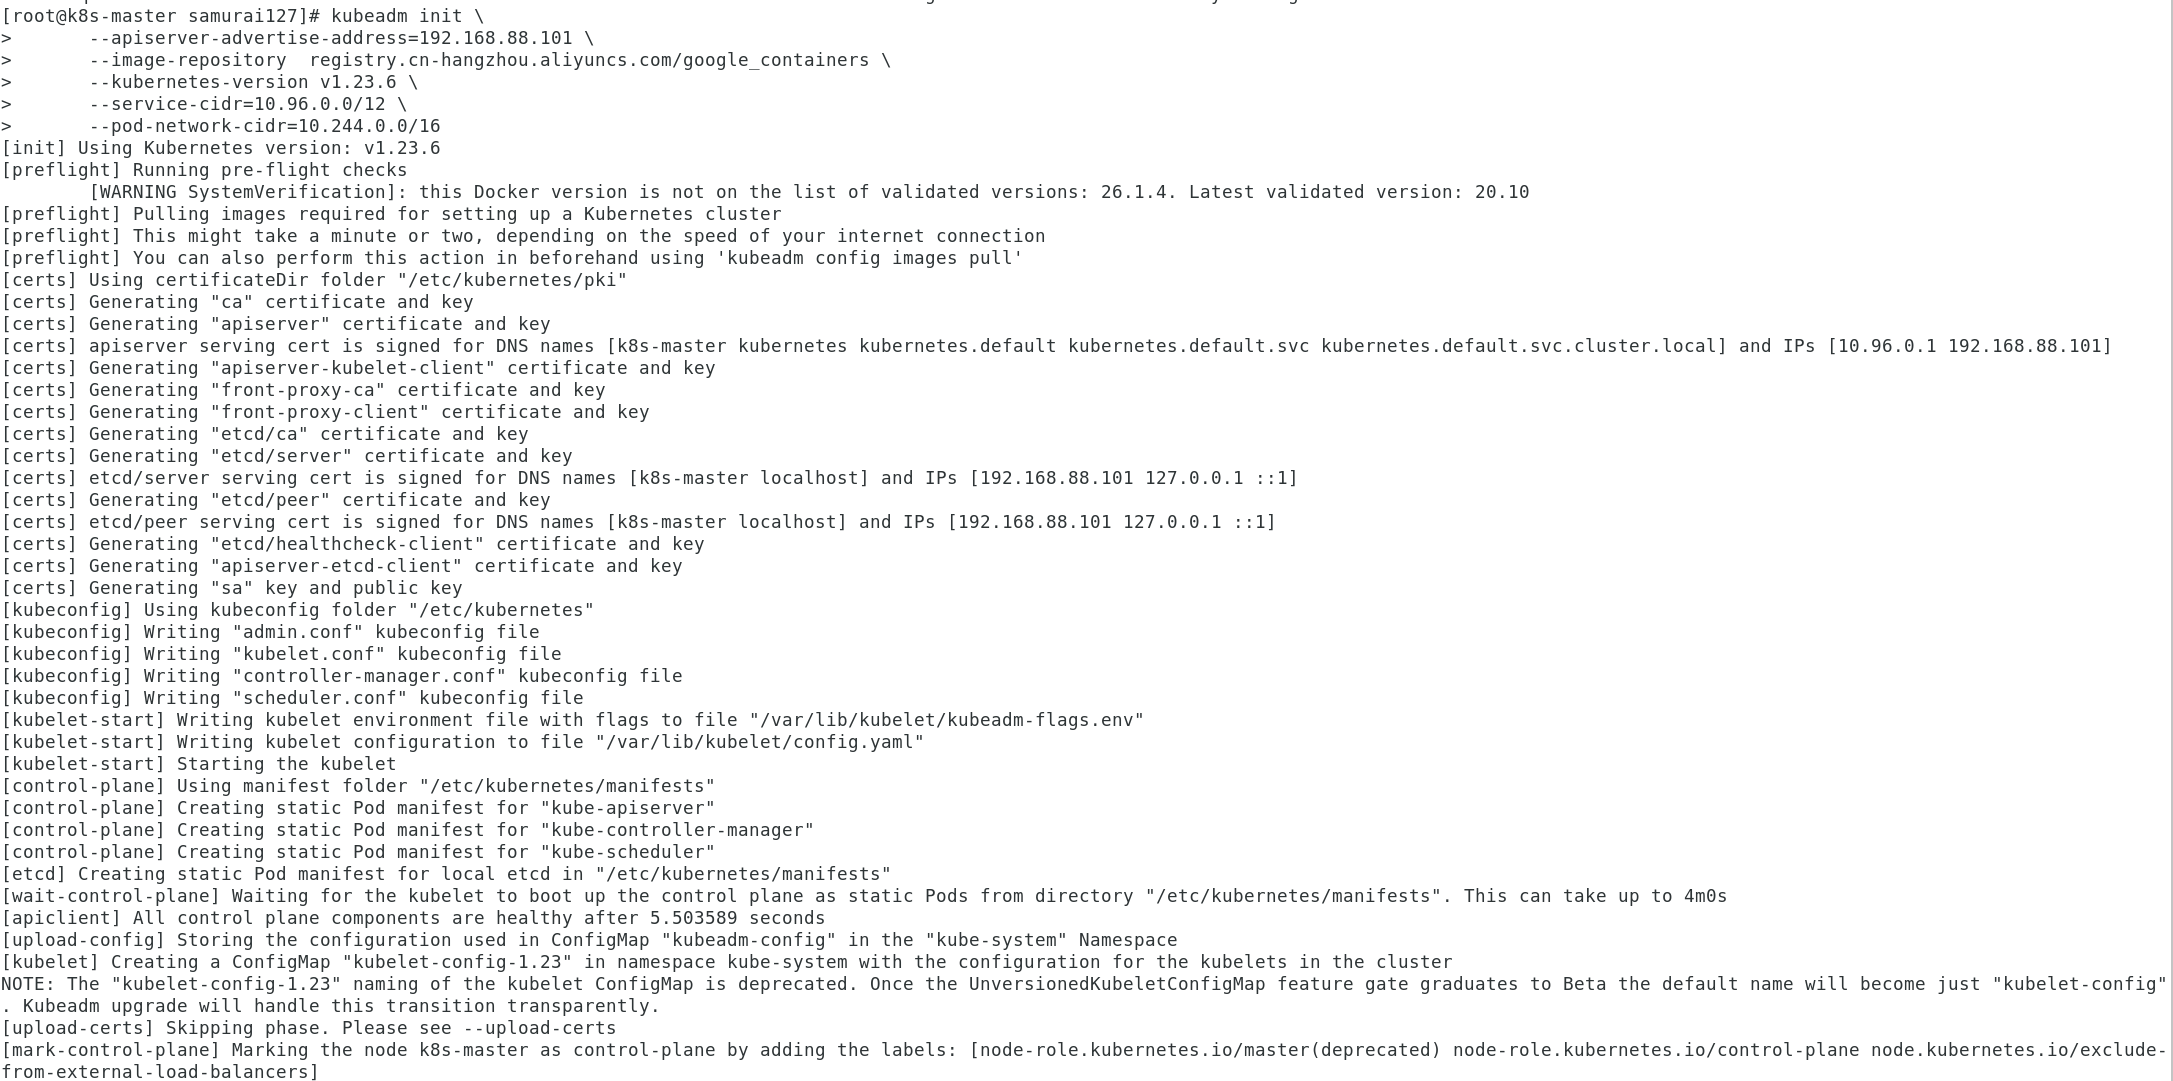 [root@k8s-master samurai127]# kubeadm init \
>       --apiserver-advertise-address=192.168.88.101 \
>       --image-repository  registry.cn-hangzhou.aliyuncs.com/google_containers \
>       --kubernetes-version v1.23.6 \
>       --service-cidr=10.96.0.0/12 \
>       --pod-network-cidr=10.244.0.0/16
[init] Using Kubernetes version: v1.23.6
[preflight] Running pre-flight checks
        [WARNING SystemVerification]: this Docker version is not on the list of validated versions: 26.1.4. Latest validated version: 20.10
[preflight] Pulling images required for setting up a Kubernetes cluster
[preflight] This might take a minute or two, depending on the speed of your internet connection
[preflight] You can also perform this action in beforehand using 'kubeadm config images pull'
[certs] Using certificateDir folder "/etc/kubernetes/pki"
[certs] Generating "ca" certificate and key
[certs] Generating "apiserver" certificate and key
[certs] apiserver serving cert is signed for DNS names [k8s-master kubernetes kubernetes.default kubernetes.default.svc kubernetes.default.svc.cluster.local] and IPs [10.96.0.1 192.168.88.101]
[certs] Generating "apiserver-kubelet-client" certificate and key
[certs] Generating "front-proxy-ca" certificate and key
[certs] Generating "front-proxy-client" certificate and key
[certs] Generating "etcd/ca" certificate and key
[certs] Generating "etcd/server" certificate and key
[certs] etcd/server serving cert is signed for DNS names [k8s-master localhost] and IPs [192.168.88.101 127.0.0.1 ::1]
[certs] Generating "etcd/peer" certificate and key
[certs] etcd/peer serving cert is signed for DNS names [k8s-master localhost] and IPs [192.168.88.101 127.0.0.1 ::1]
[certs] Generating "etcd/healthcheck-client" certificate and key
[certs] Generating "apiserver-etcd-client" certificate and key
[certs] Generating "sa" key and public key
[kubeconfig] Using kubeconfig folder "/etc/kubernetes"
[kubeconfig] Writing "admin.conf" kubeconfig file
[kubeconfig] Writing "kubelet.conf" kubeconfig file
[kubeconfig] Writing "controller-manager.conf" kubeconfig file
[kubeconfig] Writing "scheduler.conf" kubeconfig file
[kubelet-start] Writing kubelet environment file with flags to file "/var/lib/kubelet/kubeadm-flags.env"
[kubelet-start] Writing kubelet configuration to file "/var/lib/kubelet/config.yaml"
[kubelet-start] Starting the kubelet
[control-plane] Using manifest folder "/etc/kubernetes/manifests"
[control-plane] Creating static Pod manifest for "kube-apiserver"
[control-plane] Creating static Pod manifest for "kube-controller-manager"
[control-plane] Creating static Pod manifest for "kube-scheduler"
[etcd] Creating static Pod manifest for local etcd in "/etc/kubernetes/manifests"
[wait-control-plane] Waiting for the kubelet to boot up the control plane as static Pods from directory "/etc/kubernetes/manifests". This can take up to 4m0s
[apiclient] All control plane components are healthy after 5.503589 seconds
[upload-config] Storing the configuration used in ConfigMap "kubeadm-config" in the "kube-system" Namespace
[kubelet] Creating a ConfigMap "kubelet-config-1.23" in namespace kube-system with the configuration for the kubelets in the cluster
NOTE: The "kubelet-config-1.23" naming of the kubelet ConfigMap is deprecated. Once the UnversionedKubeletConfigMap feature gate graduates to Beta the default name will become just "kubelet-config"
. Kubeadm upgrade will handle this transition transparently.
[upload-certs] Skipping phase. Please see --upload-certs
[mark-control-plane] Marking the node k8s-master as control-plane by adding the labels: [node-role.kubernetes.io/master(deprecated) node-role.kubernetes.io/control-plane node.kubernetes.io/exclude-
from-external-load-balancers]